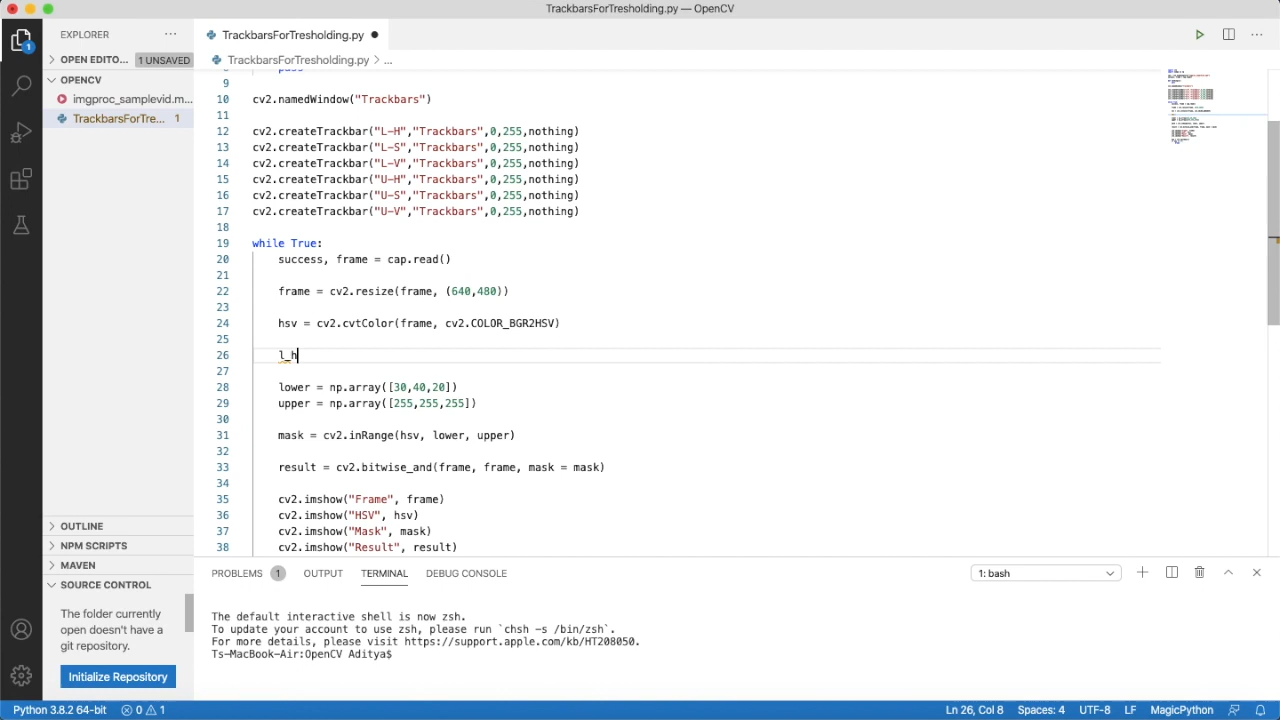 TrackbarsForTresholding.py — OpenCV
EXPLORER
OPEN EDITO... 1 UNSAVED
OPENCV
imgproc_samplevid.m...
TrackbarsForTre... 1
OUTLINE
NPM SCRIPTS
MAVEN
SOURCE CONTROL
The folder currently
open doesn't have a
git repository.
Initialize Repository
1
TrackbarsForTresholding.py
TrackbarsForTresholding.py > ...
8 pass
9
10 cv2.namedWindow("Trackbars")
11
12 cv2.createTrackbar("L-H","Trackbars",0,255,nothing)
13 cv2.createTrackbar("L-S","Trackbars",0,255,nothing)
14 cv2.createTrackbar("L-V","Trackbars",0,255,nothing)
15 cv2.createTrackbar("U-H","Trackbars",0,255,nothing)
16 cv2.createTrackbar("U-S","Trackbars",0,255,nothing)
17 cv2.createTrackbar("U-V","Trackbars",0,255,nothing)
18
19 while True:
20 success, frame = cap.read()
21
22 frame = cv2.resize(frame, (640,480))
23
24 hsv = cv2.cvtColor(frame, cv2.COLOR_BGR2HSV)
25
26 l_h
27
28 lower = np.array([30,40,20])
29 upper = np.array([255,255,255])
30
31 mask = cv2.inRange(hsv, lower, upper)
32
33 result = cv2.bitwise_and(frame, frame, mask = mask)
34
35 cv2.imshow("Frame", frame)
36 cv2.imshow("HSV", hsv)
37 cv2.imshow("Mask", mask)
38 cv2.imshow("Result", result)
PROBLEMS 1 OUTPUT TERMINAL DEBUG CONSOLE 1: bash
The default interactive shell is now zsh.
To update your account to use zsh, please run `chsh -s /bin/zsh`.
For more details, please visit https://support.apple.com/kb/HT208050.
Ts-MacBook-Air:OpenCV Aditya$
Python 3.8.2 64-bit 0 1 Ln 26, Col 8 Spaces: 4 UTF-8 LF MagicPython